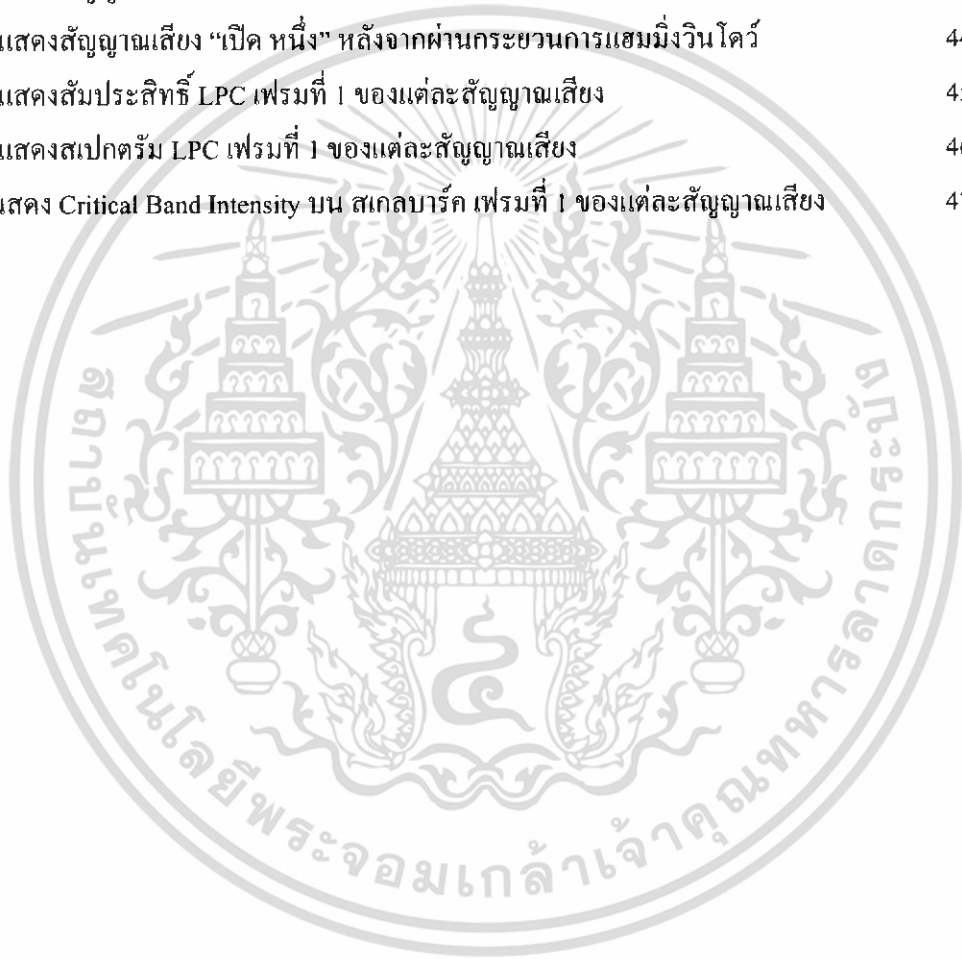 แสดงสัญญาณเสียง “เปิด หนึ่ง” หลังจากผ่านกระยวนการแฮมมิ่งวินโดว์ 44
แสดงสัมประสิทธิ์ LPC เฟรมที่ 1 ของแต่ละสัญญาณเสียง
แสดงสเปกตรัม LPC เฟรมที่ 1 ของแต่ละสัญญาณเสียง
แสดง Critical Band Intensity บน สเกลบาร์ค เฟรมที่ 1 ของแต่ละสัญญาณเสียง
สถาบันเทคโนโลยีพระจอมเกล้าเจ้าคุณทหารลาดกระบัง